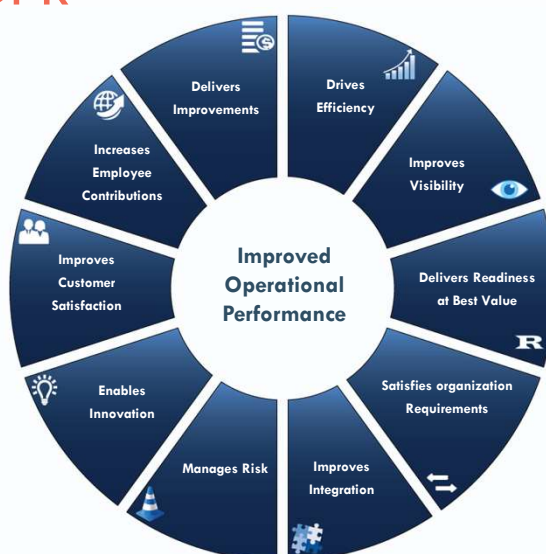 Delivers
Improvements
Drives
Efficiency
Improves
Visibility
Increases
Employee
Contributions
Improved
Operational
Performance
Improves
Customer
Satisfaction
Delivers Readiness
at Best Value
R
Enables
Innovation
Satisfies organization
Requirements
Manages Risk
Improves
Integration